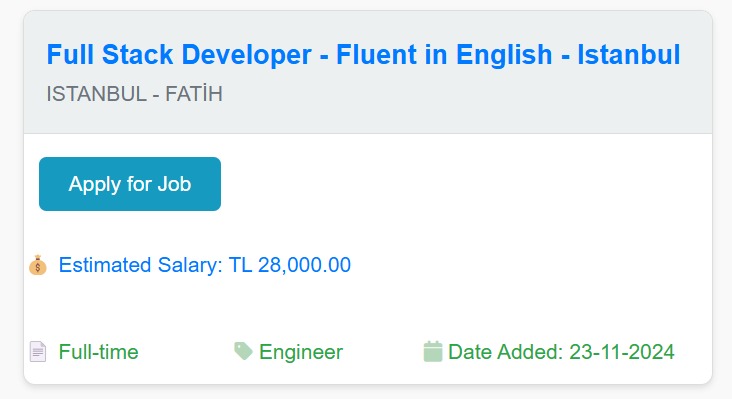 Full Stack Developer - Fluent in English - Istanbul
ISTANBUL - FATİH
Apply for Job
Estimated Salary: TL 28,000.00
Full-time
Engineer
Date Added: 23-11-2024